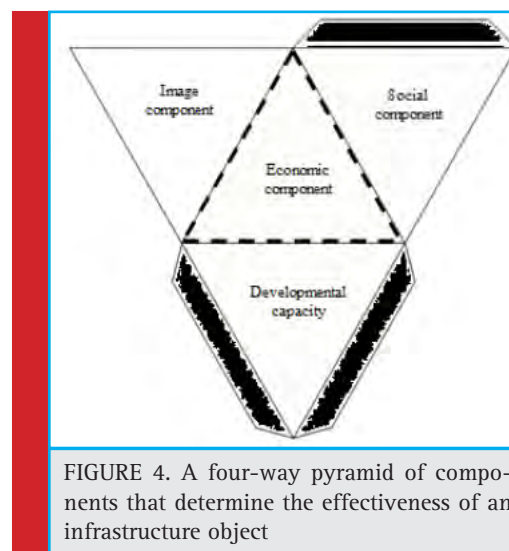 Image
component
Social
component
Economic
component
Developmental
capacity
FIGURE 4. A four-way pyramid of compo-
nents that determine the effectiveness of an
infrastructure object